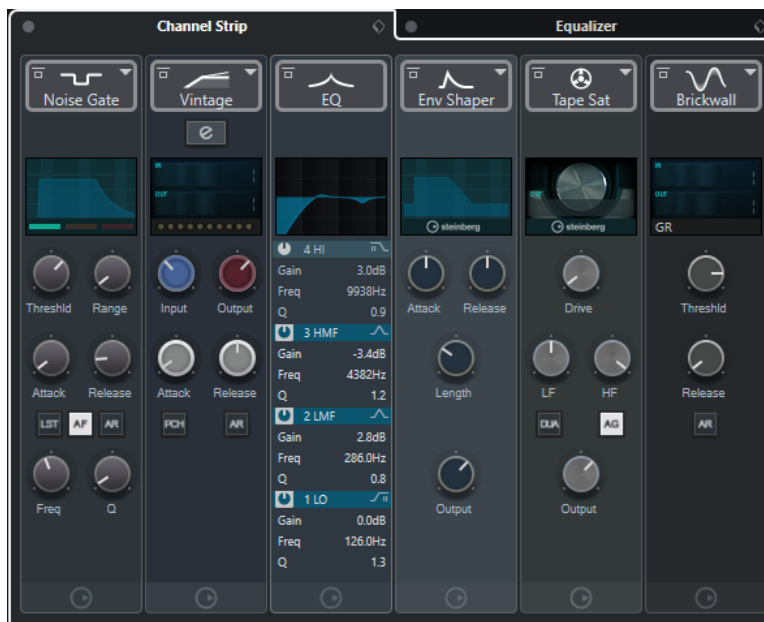 Channel Strip Equalizer
Noise Gate Vintage EQ Env Shaper Tape Sat Brickwall
e
IN IN
OUT OUT OUT
steinberg steinberg GR
4 HI
Gain 3.0dB
Freq 9938Hz
Q 0.9
Threshld Range Input Output Attack Release Drive Threshld
3 HMF
Gain -3.4dB
Freq 4382Hz
Q 1.2
Attack Release Attack Release Length LF HF Release
2 LMF
LST AF AR PCH AR DUA AG AR
Gain 2.8dB
Freq 286.0Hz
Q 0.8
1 LO
Freq Q Output Output
Gain 0.0dB
Freq 126.0Hz
Q 1.3